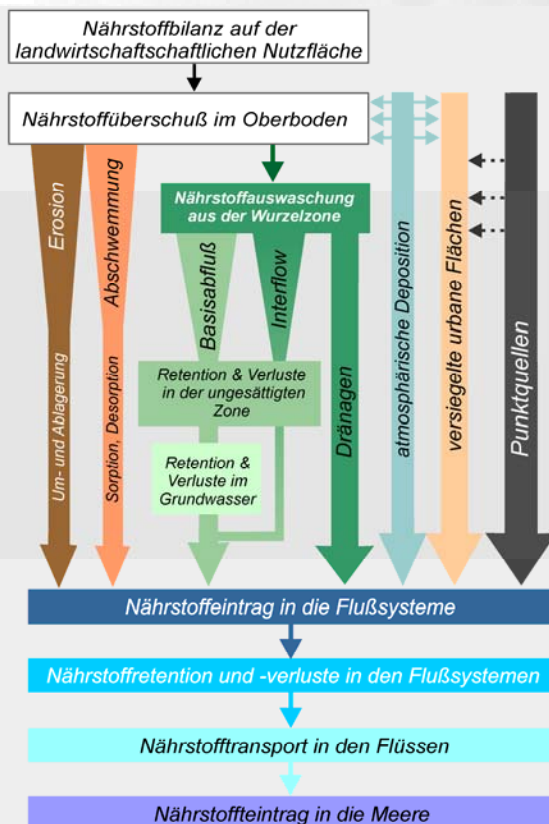 Nährstoffbilanz auf der
landwirtschaftschaftlichen Nutzfläche
Nährstoffüberschuß im Oberboden
Erosion
Um- und Ablagerung
Abschwemmung
Sorption, Desorption
Nährstoffauswaschung
aus der Wurzelzone
Basisabfluß
Interflow
Retention & Verluste
in der ungesättigten
Zone
Retention &
Verluste im
Grundwasser
Dränagen
atmosphärische Deposition
versiegelte urbane Flächen
Punktquellen
Nährstoffeintrag in die Flußsysteme
Nährstoffretention und -verluste in den Flußsystemen
Nährstofftransport in den Flüssen
Nährstoffteintrag in die Meere